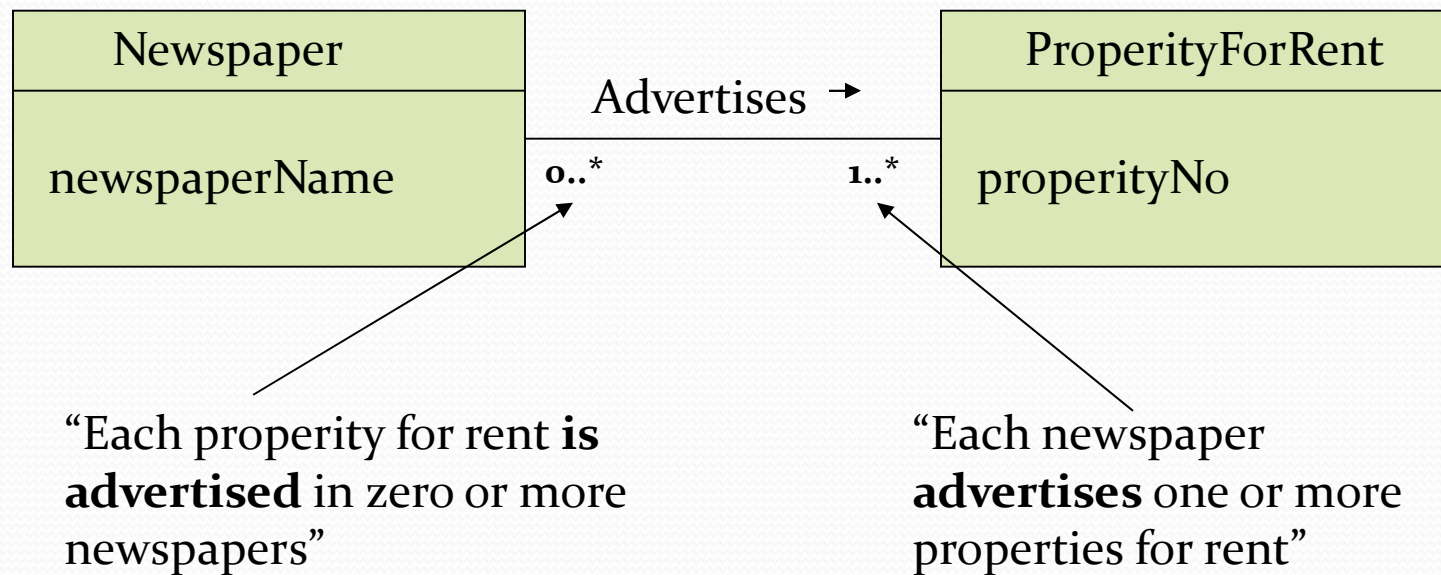 Newspaper
ProperityForRent
Advertises
newspaperName
0..*
1..*
properityNo
“Each properity for rent is
advertised in zero or more
newspapers”
“Each newspaper
advertises one or more
properties for rent”